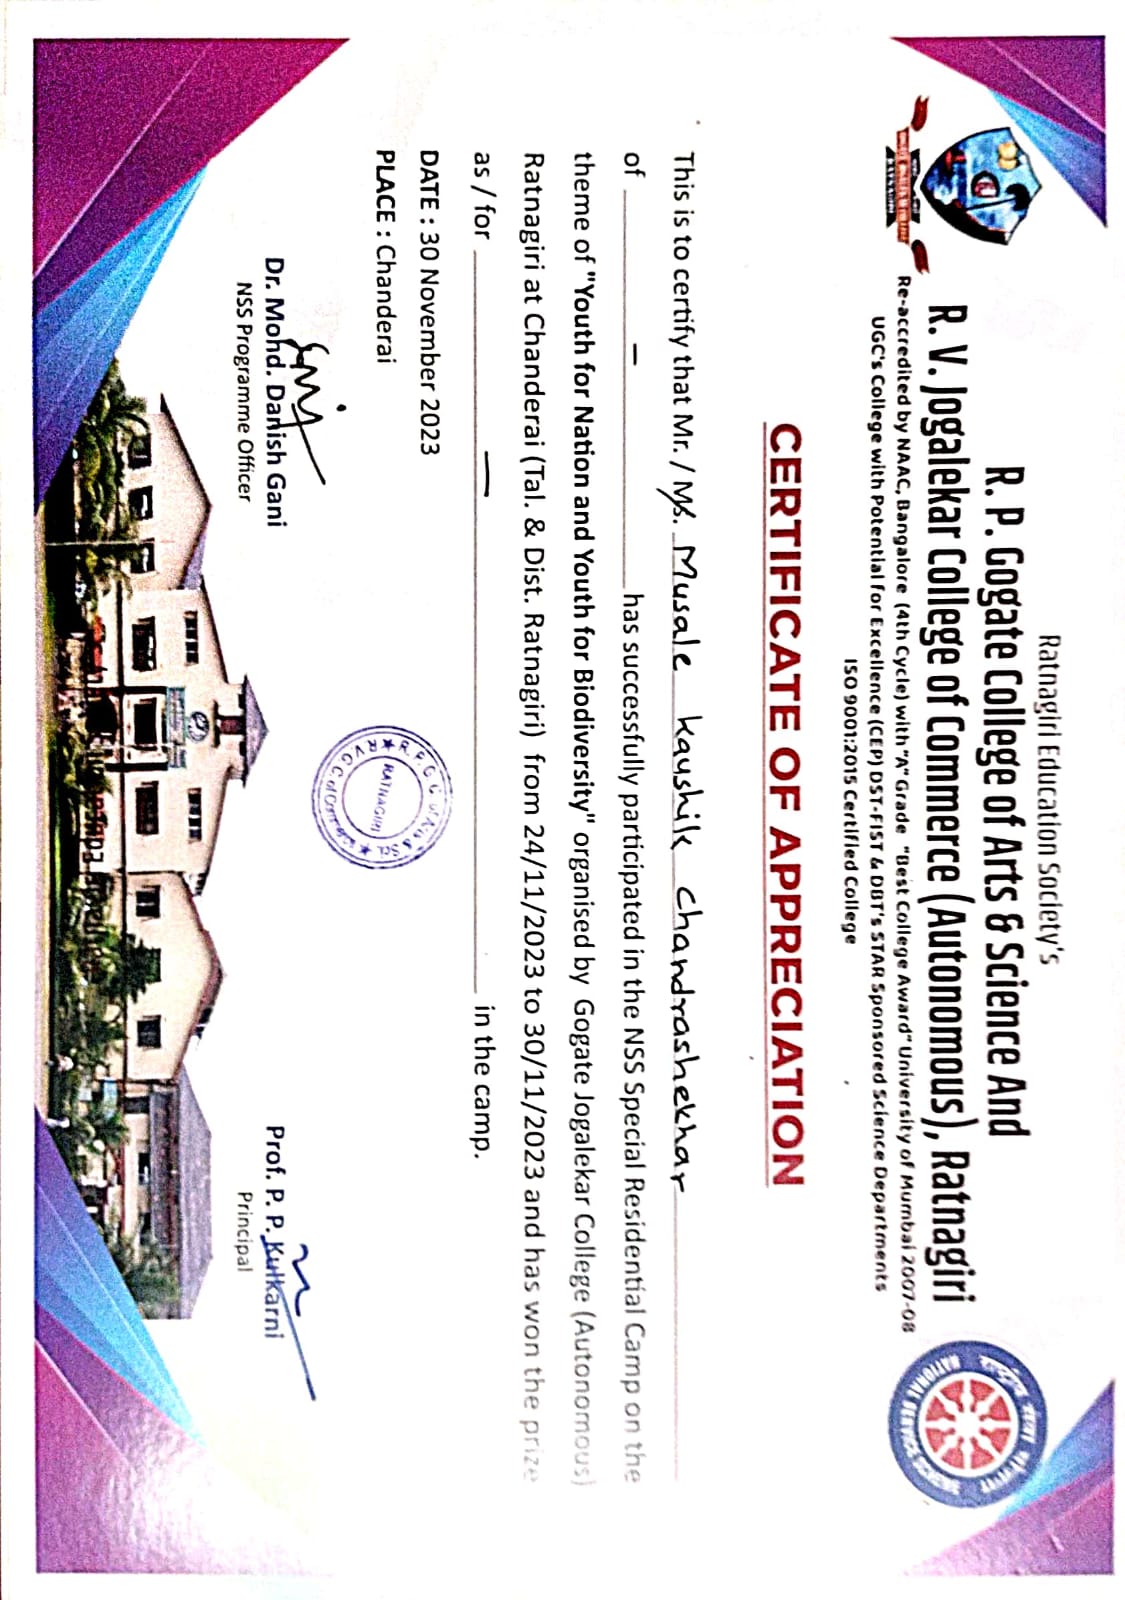 Ratnagiri Education Society's
R. P. Gogate College of Arts & Science And
R. V. Jogalekar College of Commerce (Autonomous), Ratnagiri
Re-accredited by NAAC, Bangalore (4th Cycle) with "A" Grade "Best College Award" University of Mumbai 2007-08
UGC's College with Potential for Excellence (CEP) DST-FIST & DBT's STAR Sponsored Science Departments
ISO 9001:2015 Certified College
राष्ट्रीय सेवा योजना
NATIONAL SERVICE SCHEME
CERTIFICATE OF APPRECIATION
This is to certify that Mr. / Ms. Musale Kaushik Chandrashekhar
of – has successfully participated in the NSS Special Residential Camp on the
theme of "Youth for Nation and Youth for Biodiversity" organised by Gogate Jogalekar College (Autonomous)
Ratnagiri at Chanderai (Tal. & Dist. Ratnagiri) from 24/11/2023 to 30/11/2023 and has won the prize
as / for — in the camp.
DATE : 30 November 2023
PLACE : Chanderai
R. P. G. C. of Arts & Sci.
RATNAGIRI
R. V. G. C. of Commerce
Dr. Mohd. Danish Gani
NSS Programme Officer
Prof. P. P. Kulkarni
Principal